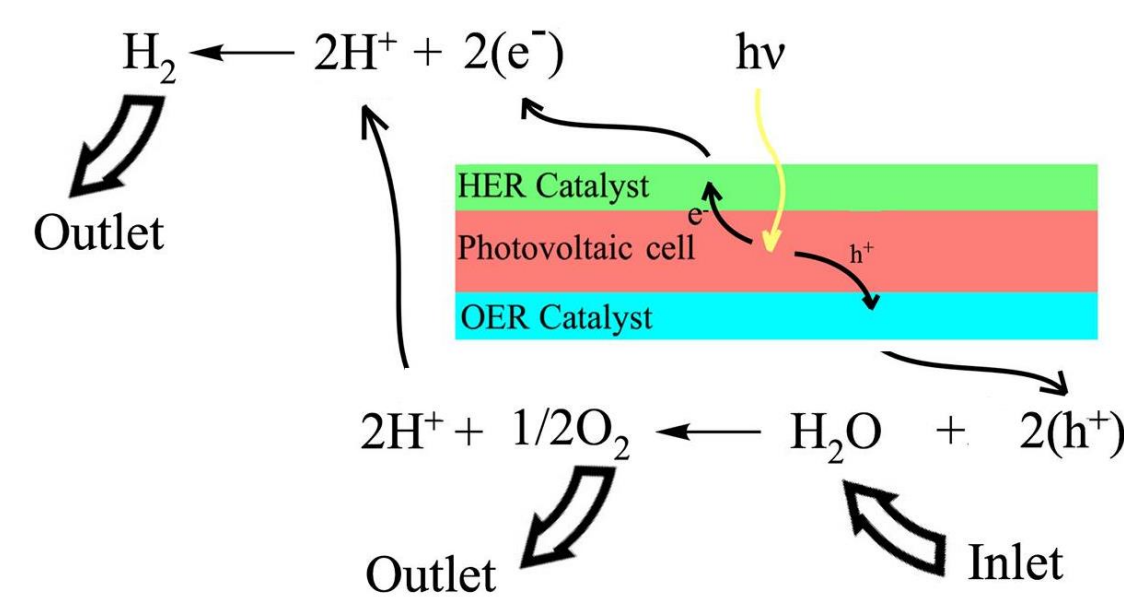 H₂ ← 2H⁺ + 2(e⁻)
hν
HER Catalyst
e⁻
Photovoltaic cell
h⁺
OER Catalyst
Outlet
2H⁺ + 1/2O₂ ← H₂O + 2(h⁺)
Outlet
Inlet